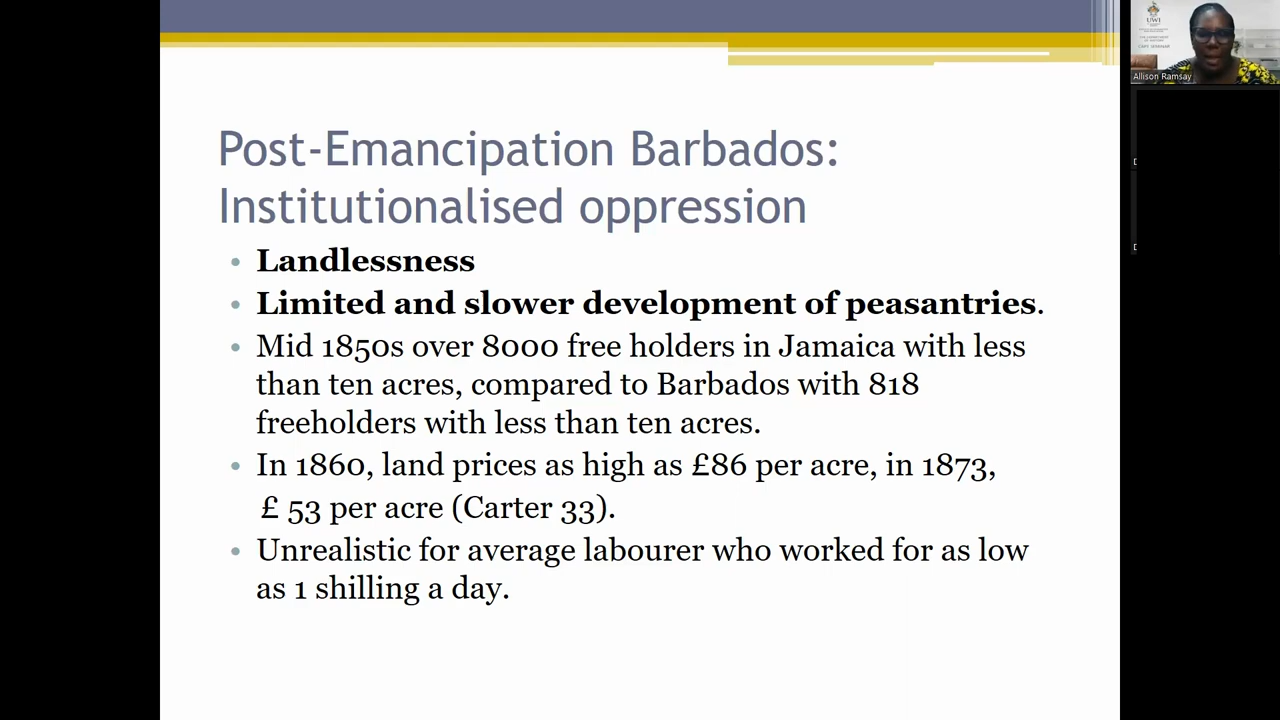 Post-Emancipation Barbados:
Institutionalised oppression
• Landlessness
• Limited and slower development of peasantries.
• Mid 1850s over 8000 free holders in Jamaica with less
than ten acres, compared to Barbados with 818
freeholders with less than ten acres.
• In 1860, land prices as high as £86 per acre, in 1873,
£ 53 per acre (Carter 33).
• Unrealistic for average labourer who worked for as low
as 1 shilling a day.
UWI
Allison Ramsay